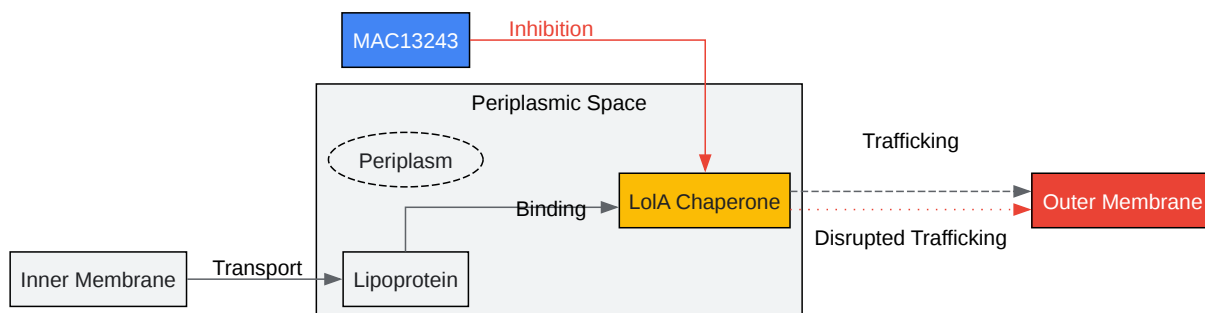 MAC13243
Inhibition
Periplasmic Space
Periplasm
Trafficking
LolA Chaperone
Outer Membrane
Binding
Disrupted Trafficking
Inner Membrane
Transport
Lipoprotein